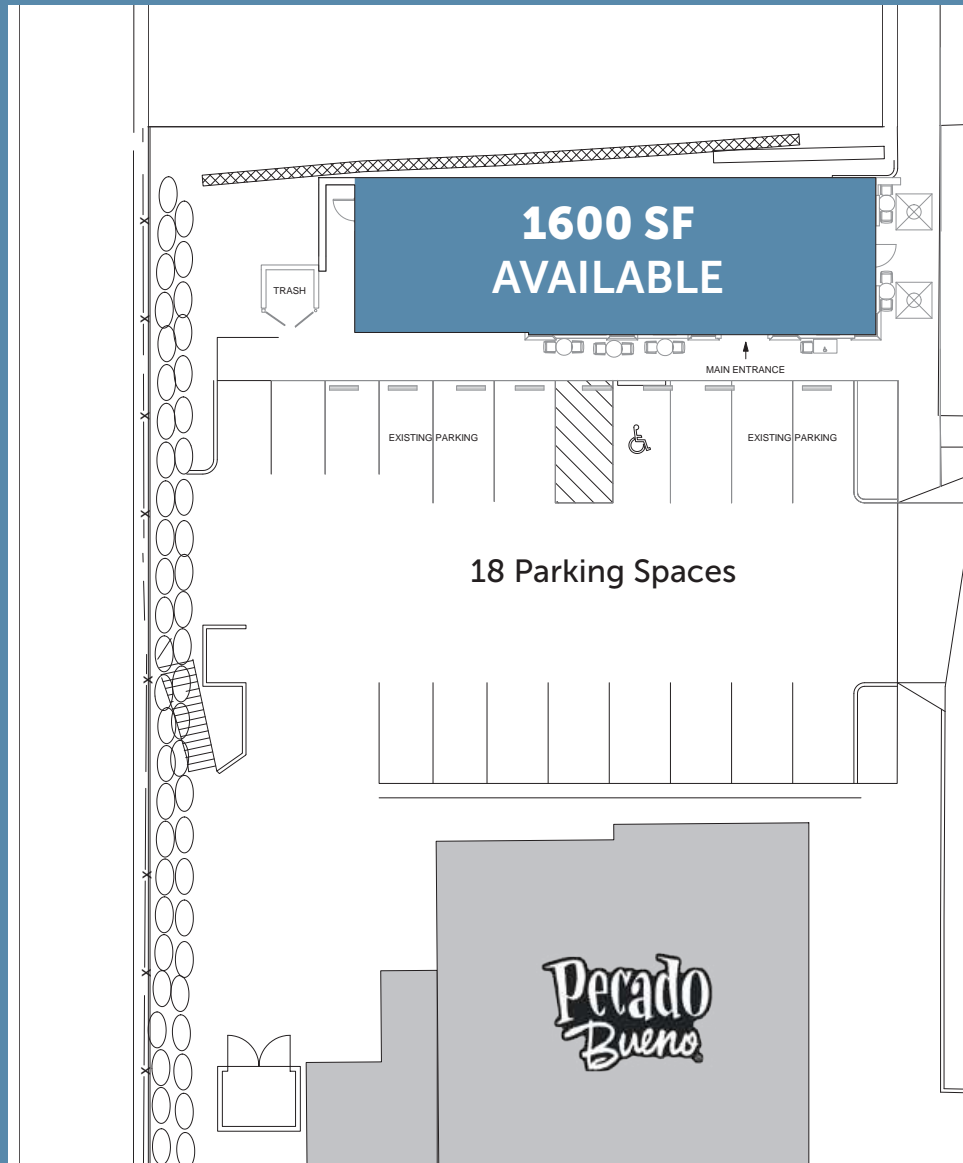 1600 SF
AVAILABLE
TRASH
MAIN ENTRANCE
EXISTING PARKING
EXISTING PARKING
18 Parking Spaces
Pecado
Bueno